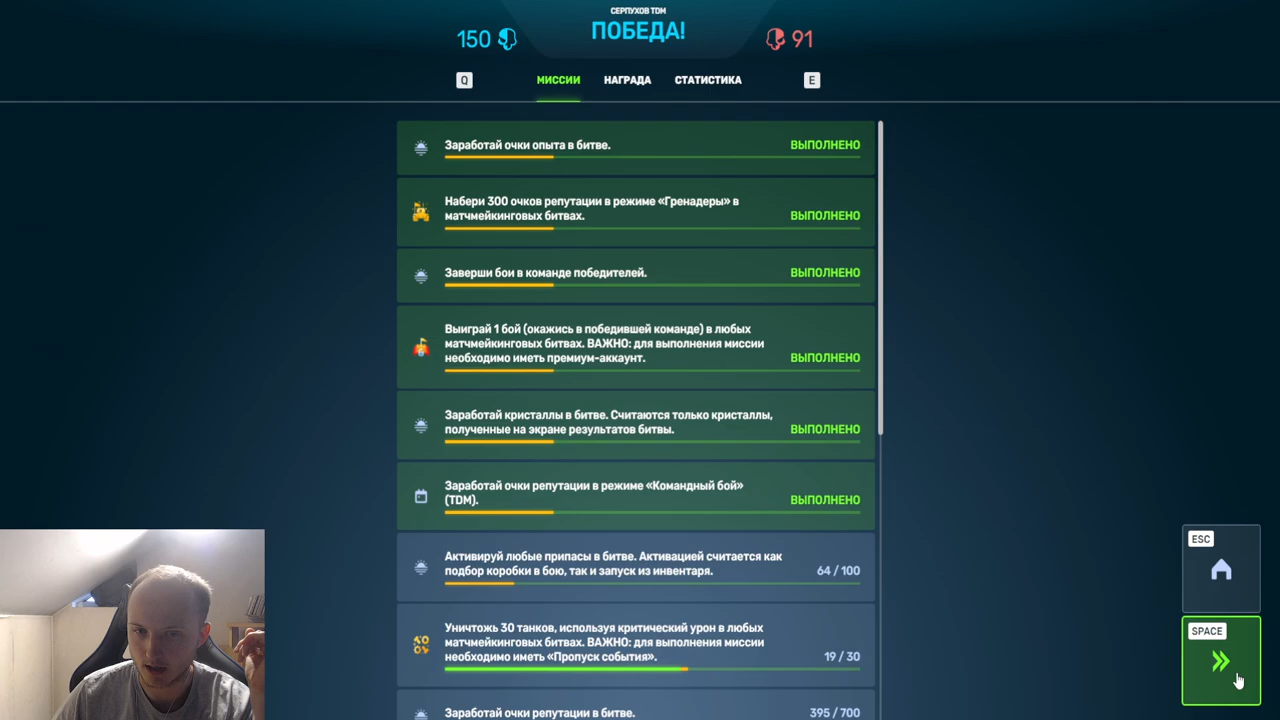 СЕРПУХОВ TDM
ПОБЕДА!
150
91
Q
МИССИИ
НАГРАДА
СТАТИСТИКА
E
Заработай очки опыта в битве.
ВЫПОЛНЕНО
Набери 300 очков репутации в режиме «Гренадеры» в
матчмейкинговых битвах.
ВЫПОЛНЕНО
Заверши бои в команде победителей.
ВЫПОЛНЕНО
Выиграй 1 бой (окажись в победившей команде) в любых
матчмейкинговых битвах. ВАЖНО: для выполнения миссии
необходимо иметь премиум-аккаунт.
ВЫПОЛНЕНО
Заработай кристаллы в битве. Считаются только кристаллы,
полученные на экране результатов битвы.
ВЫПОЛНЕНО
Заработай очки репутации в режиме «Командный бой»
(TDM).
ВЫПОЛНЕНО
Активируй любые припасы в битве. Активацией считается как
подбор коробки в бою, так и запуск из инвентаря.
64 / 100
Уничтожь 30 танков, используя критический урон в любых
матчмейкинговых битвах. ВАЖНО: для выполнения миссии
необходимо иметь «Пропуск события».
19 / 30
Заработай очки репутации в битве.
395 / 700
ESC
SPACE